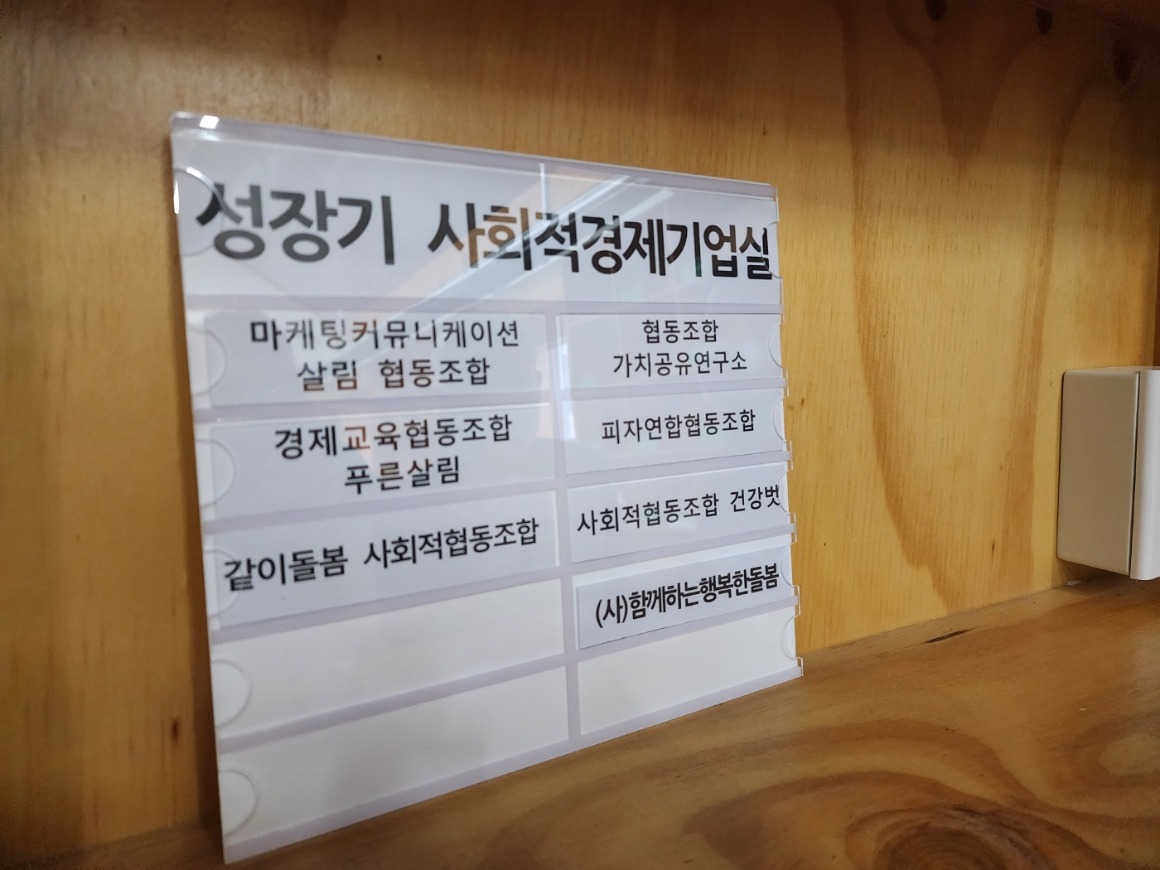 성장기 사회적경제기업실
마케팅커뮤니케이션
살림 협동조합
협동조합
가치공유연구소
경제교육협동조합
푸른살림
피자연합협동조합
같이돌봄 사회적협동조합
사회적협동조합 건강벗
(사)함께하는행복한돌봄